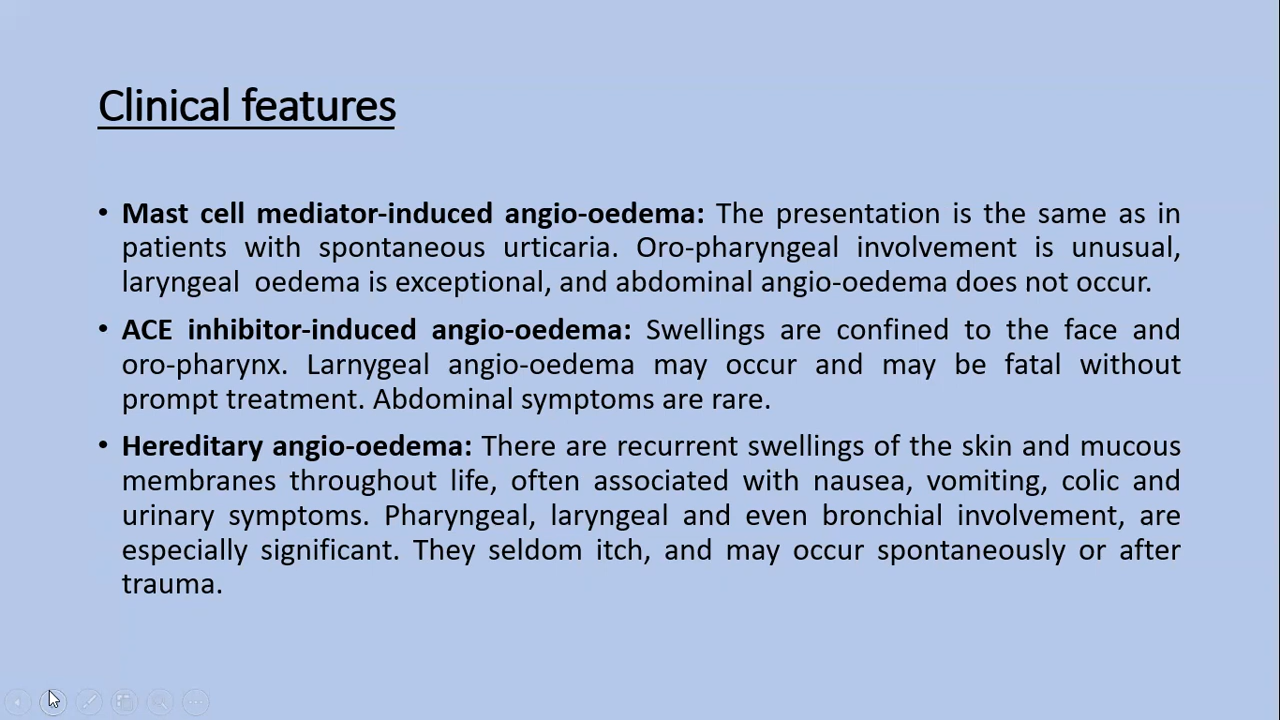 Clinical features
• Mast cell mediator-induced angio-oedema: The presentation is the same as in
patients with spontaneous urticaria. Oro-pharyngeal involvement is unusual,
laryngeal oedema is exceptional, and abdominal angio-oedema does not occur.
• ACE inhibitor-induced angio-oedema: Swellings are confined to the face and
oro-pharynx. Larnygeal angio-oedema may occur and may be fatal without
prompt treatment. Abdominal symptoms are rare.
• Hereditary angio-oedema: There are recurrent swellings of the skin and mucous
membranes throughout life, often associated with nausea, vomiting, colic and
urinary symptoms. Pharyngeal, laryngeal and even bronchial involvement, are
especially significant. They seldom itch, and may occur spontaneously or after
trauma.